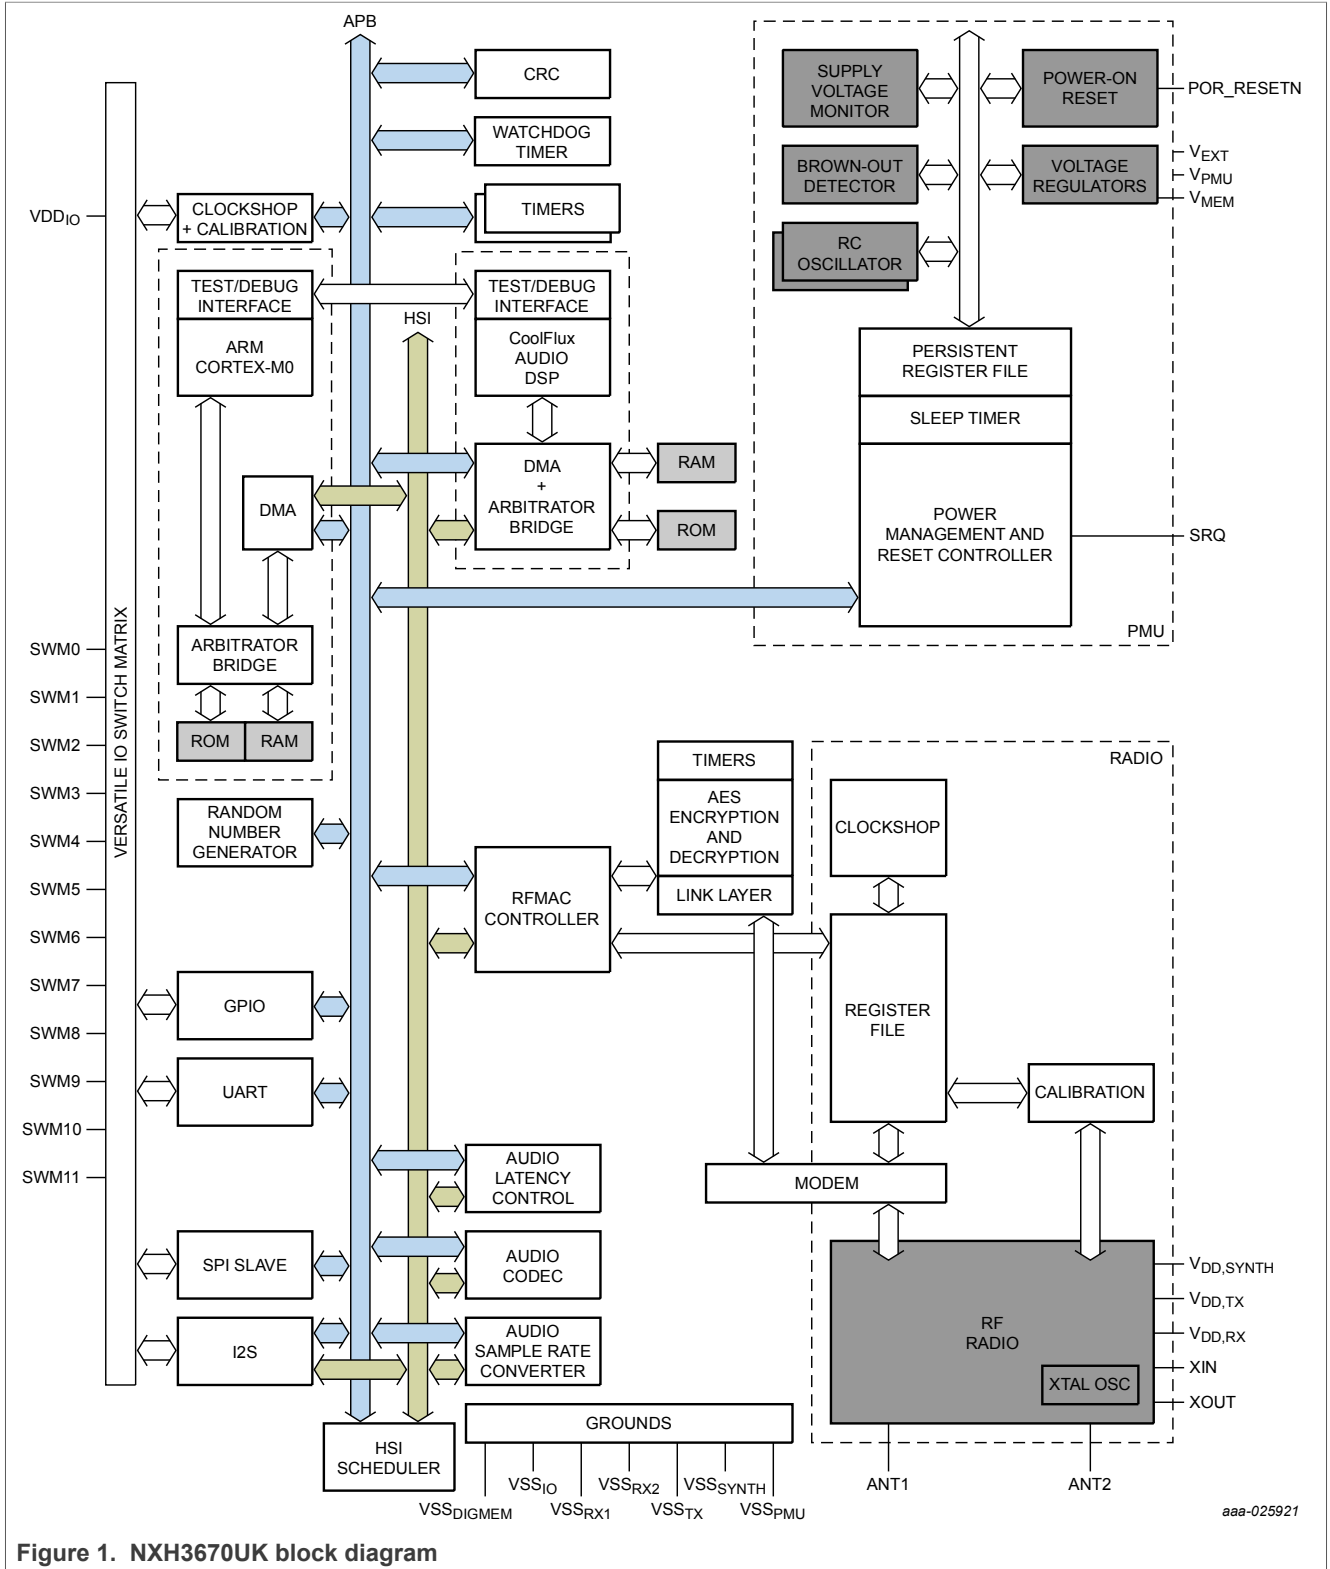 APB
CRC
WATCHDOG
TIMER
TIMERS
VDDIO
CLOCKSHOP
+ CALIBRATION
TEST/DEBUG
INTERFACE
ARM
CORTEX-M0
HSI
TEST/DEBUG
INTERFACE
CoolFlux
AUDIO
DSP
DMA
DMA
+
ARBITRATOR
BRIDGE
RAM
ROM
ARBITRATOR
BRIDGE
ROM
RAM
VERSATILE IO SWITCH MATRIX
SWM0
SWM1
SWM2
SWM3
SWM4
SWM5
SWM6
SWM7
SWM8
SWM9
SWM10
SWM11
RANDOM
NUMBER
GENERATOR
GPIO
UART
SPI SLAVE
I2S
SUPPLY
VOLTAGE
MONITOR
POWER-ON
RESET
POR_RESETN
BROWN-OUT
DETECTOR
VOLTAGE
REGULATORS
VEXT
VPMU
VMEM
RC
OSCILLATOR
PERSISTENT
REGISTER FILE
SLEEP TIMER
POWER
MANAGEMENT AND
RESET CONTROLLER
SRQ
PMU
TIMERS
AES
ENCRYPTION
AND
DECRYPTION
LINK LAYER
RFMAC
CONTROLLER
RADIO
CLOCKSHOP
REGISTER
FILE
CALIBRATION
MODEM
AUDIO
LATENCY
CONTROL
AUDIO
CODEC
AUDIO
SAMPLE RATE
CONVERTER
RF
RADIO
XTAL OSC
VDD,SYNTH
VDD,TX
VDD,RX
XIN
XOUT
ANT1
ANT2
HSI
SCHEDULER
GROUNDS
VSSDIGMEM
VSSIO
VSSRX1
VSSRX2
VSSTX
VSSSYNTH
VSSPMU
aaa-025921
Figure 1. NXH3670UK block diagram